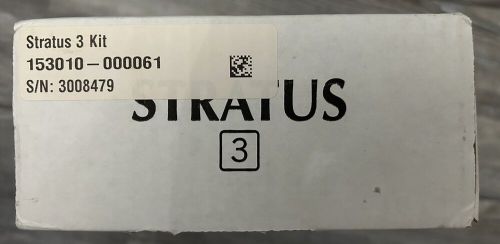 Stratus 3 Kit
153010-000061
S/N: 3008479
STRATUS
3